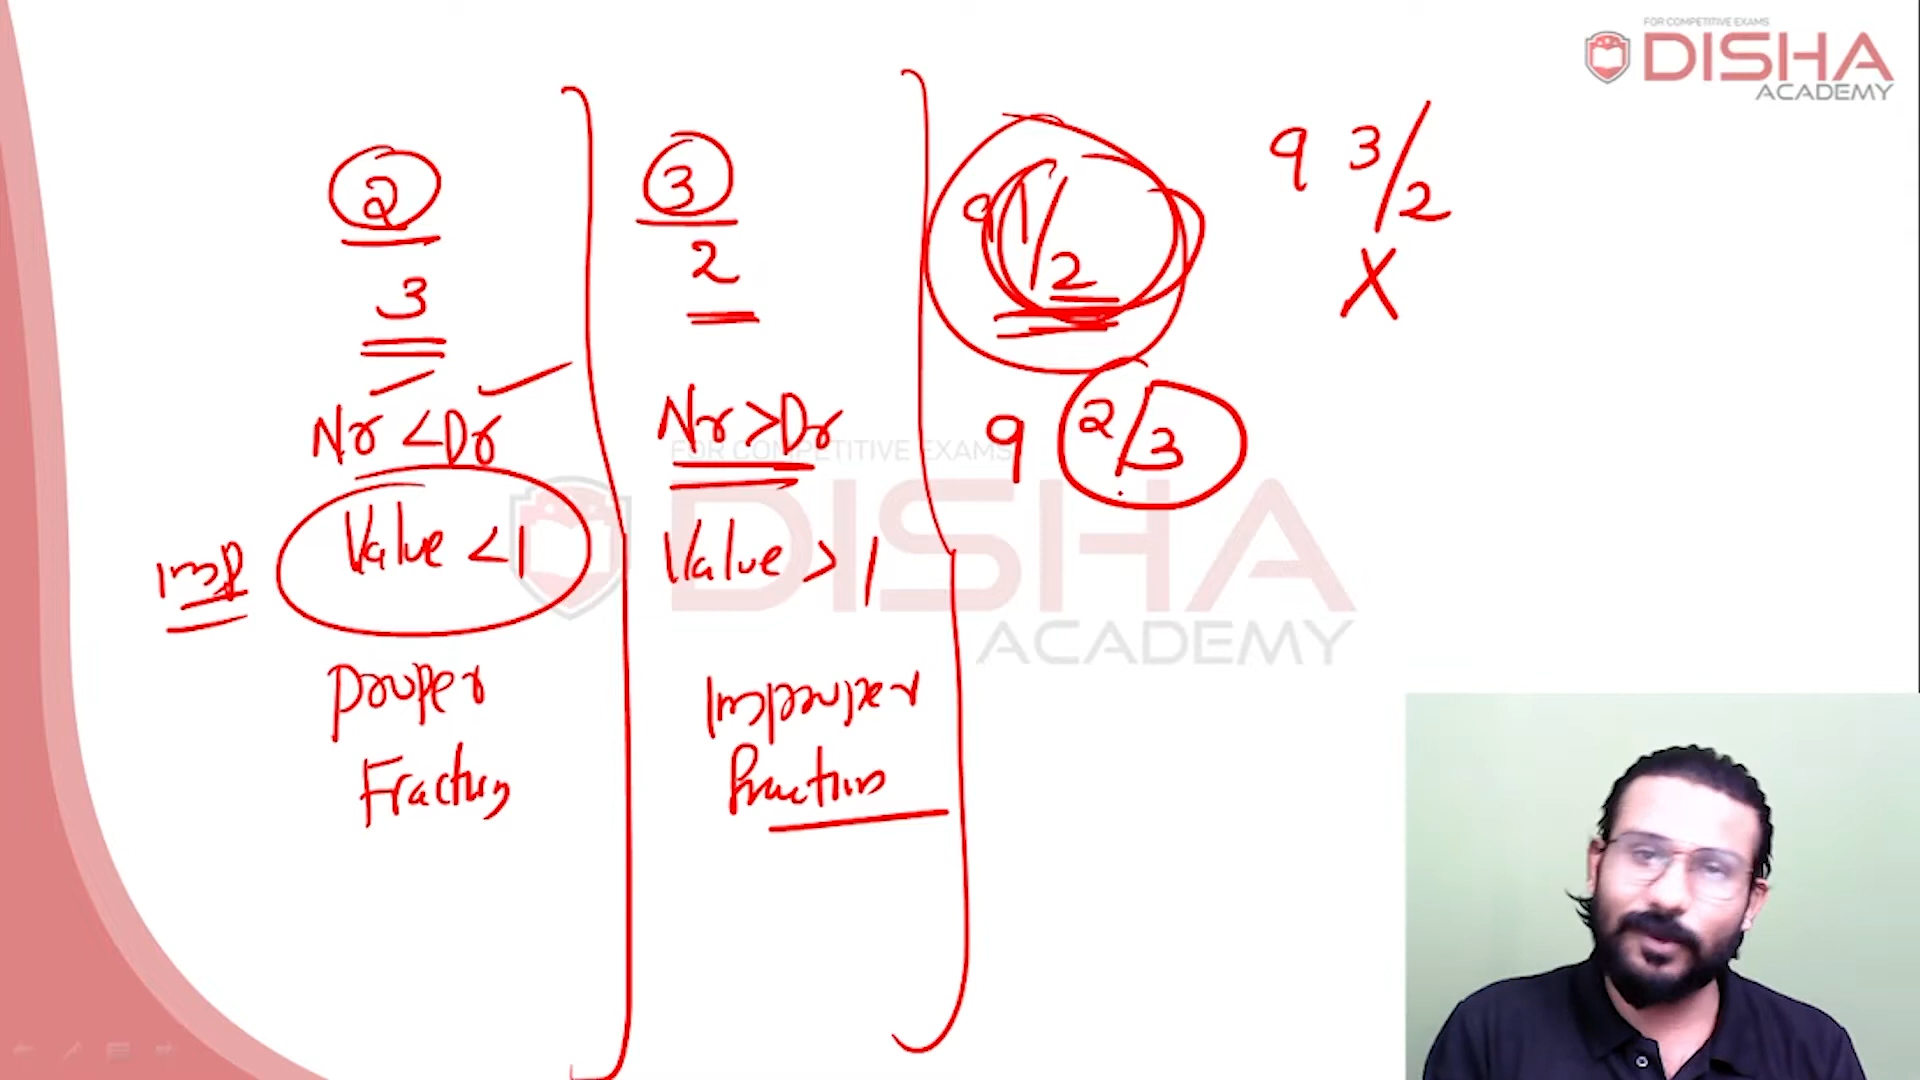 FOR COMPETITIVE EXAMS
DISHA
ACADEMY
2
3
Nr < Dr
Value < 1
imp
Proper
Fraction
3
2
Nr > Dr
Value > 1
Improper
Fraction
9 1/2
9 2/3
9 3/2
X
FOR COMPETITIVE EXAMS
DISHA
ACADEMY